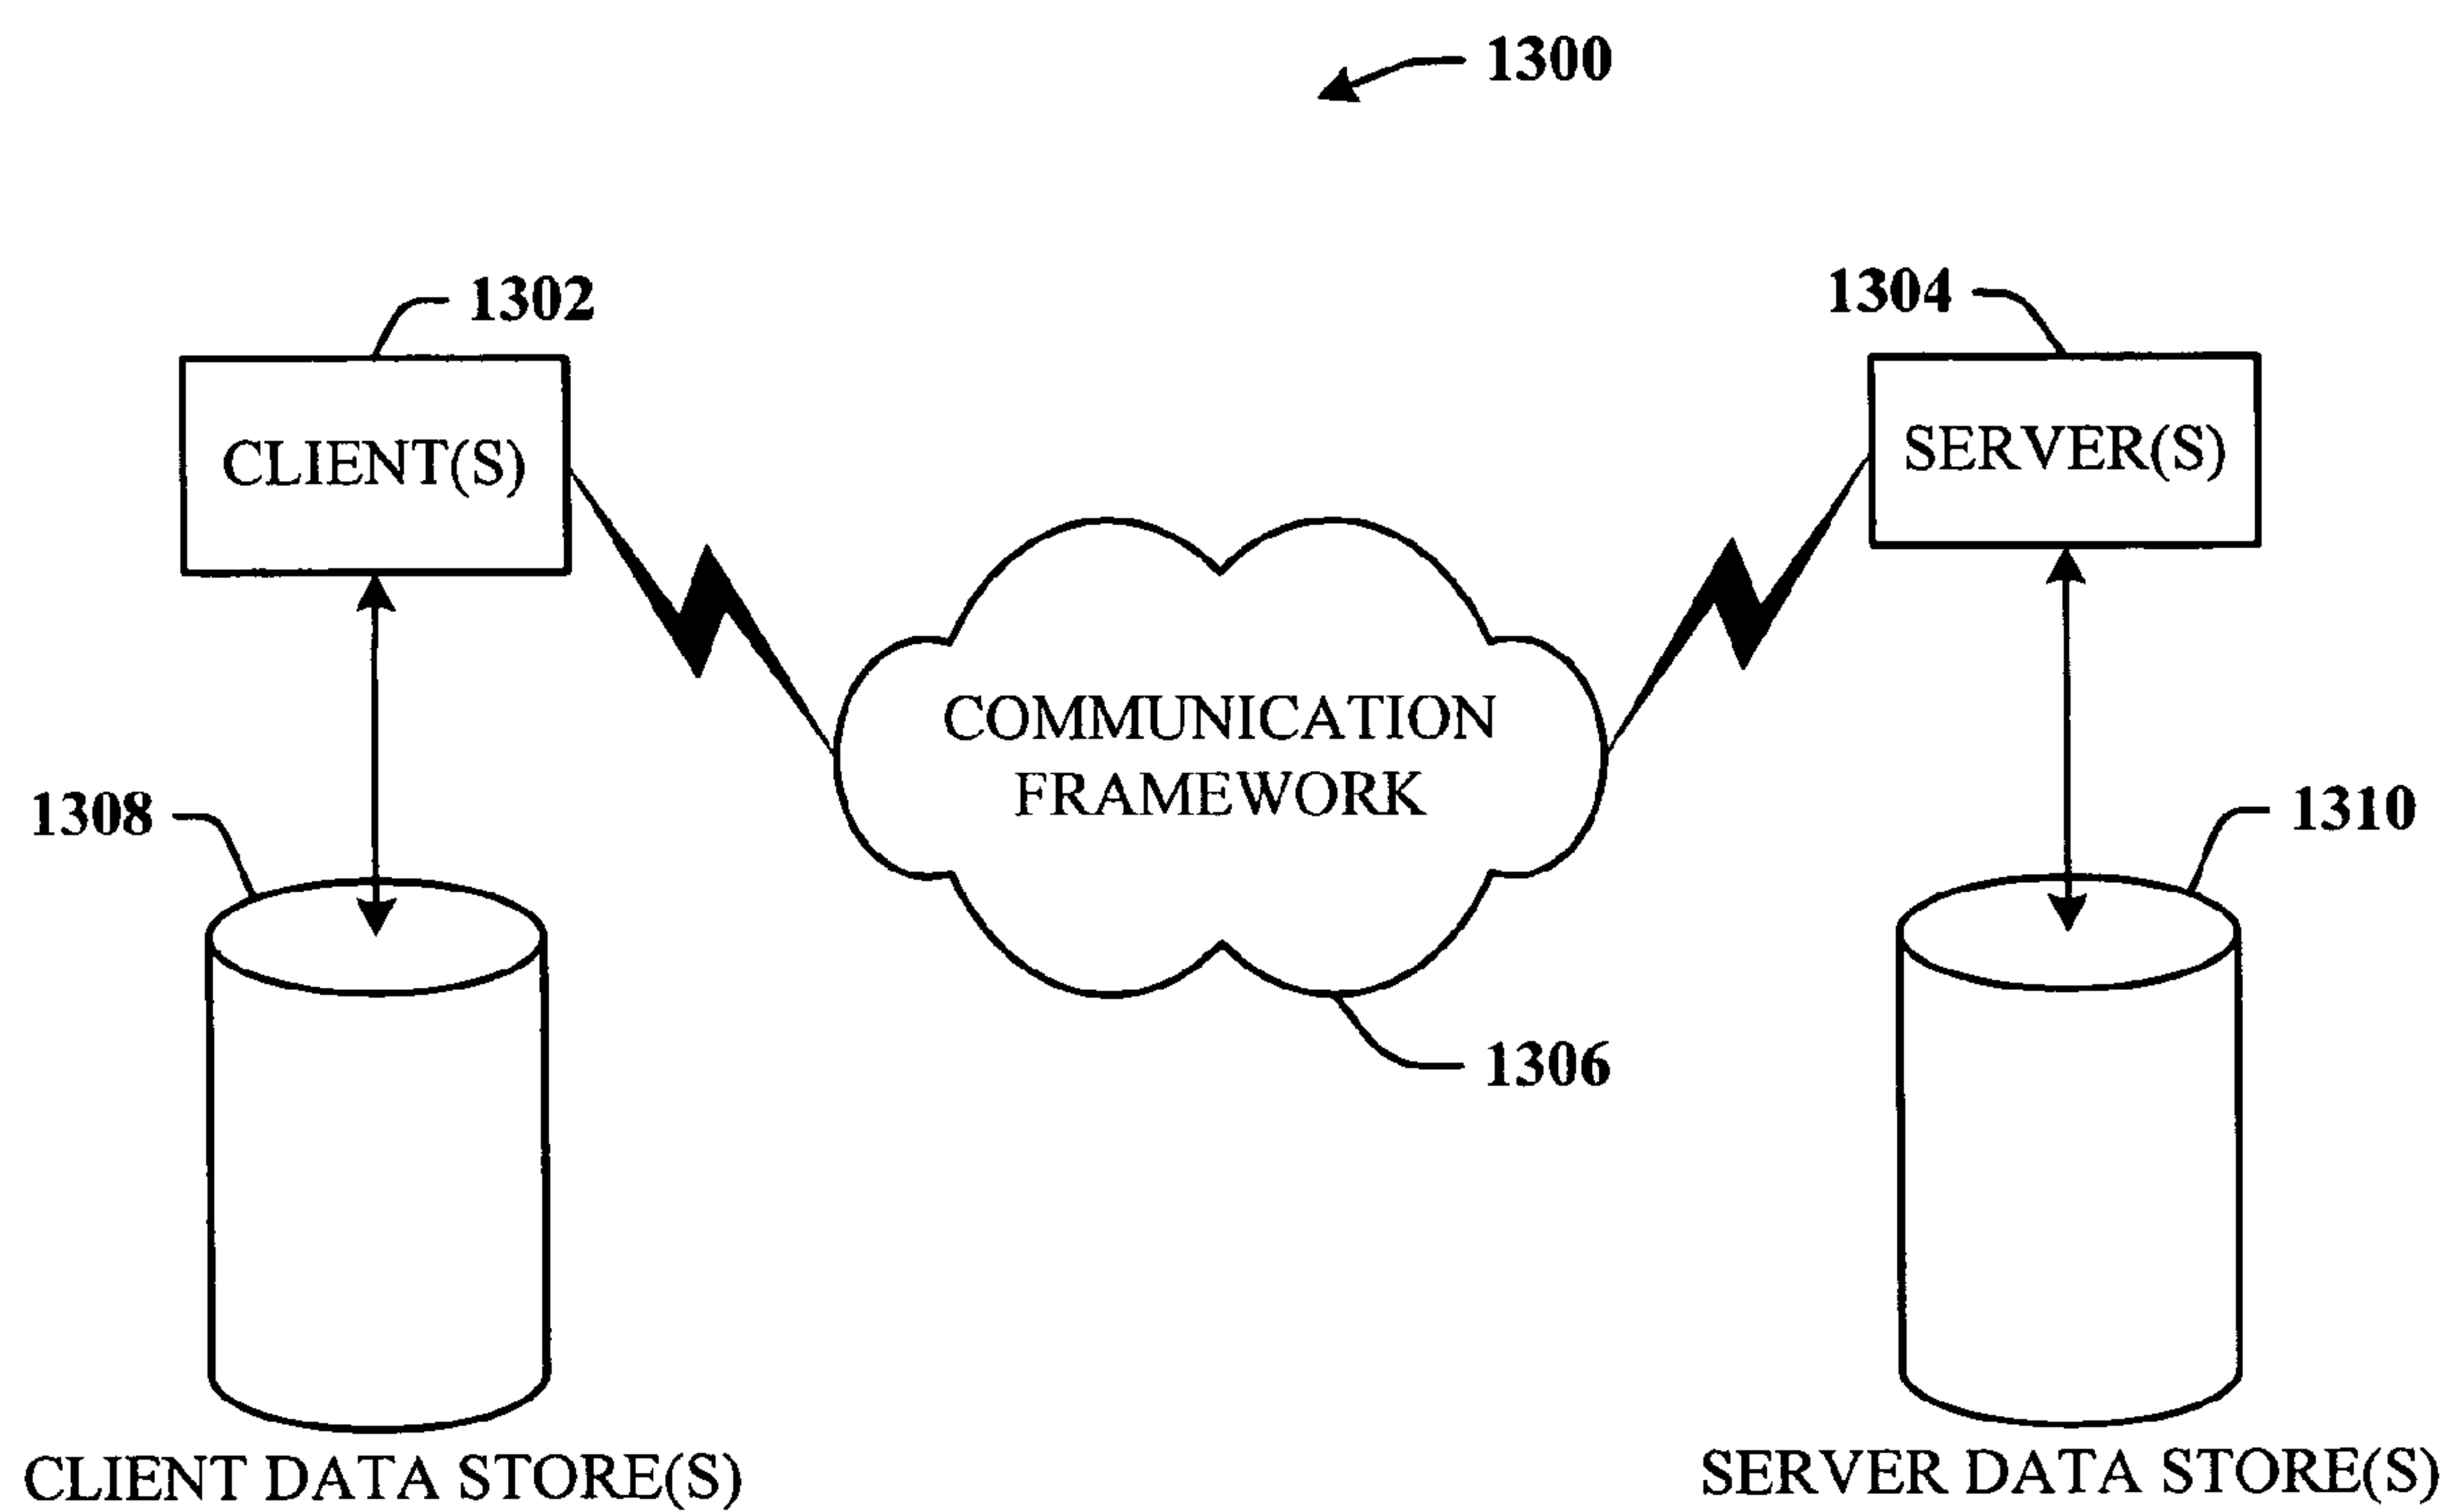 1300
1302
1304
CLIENT(S)
SERVER(S)
COMMUNICATION
FRAMEWORK
1308
1310
1306
CLIENT DATA STORE(S)
SERVER DATA STORE(S)